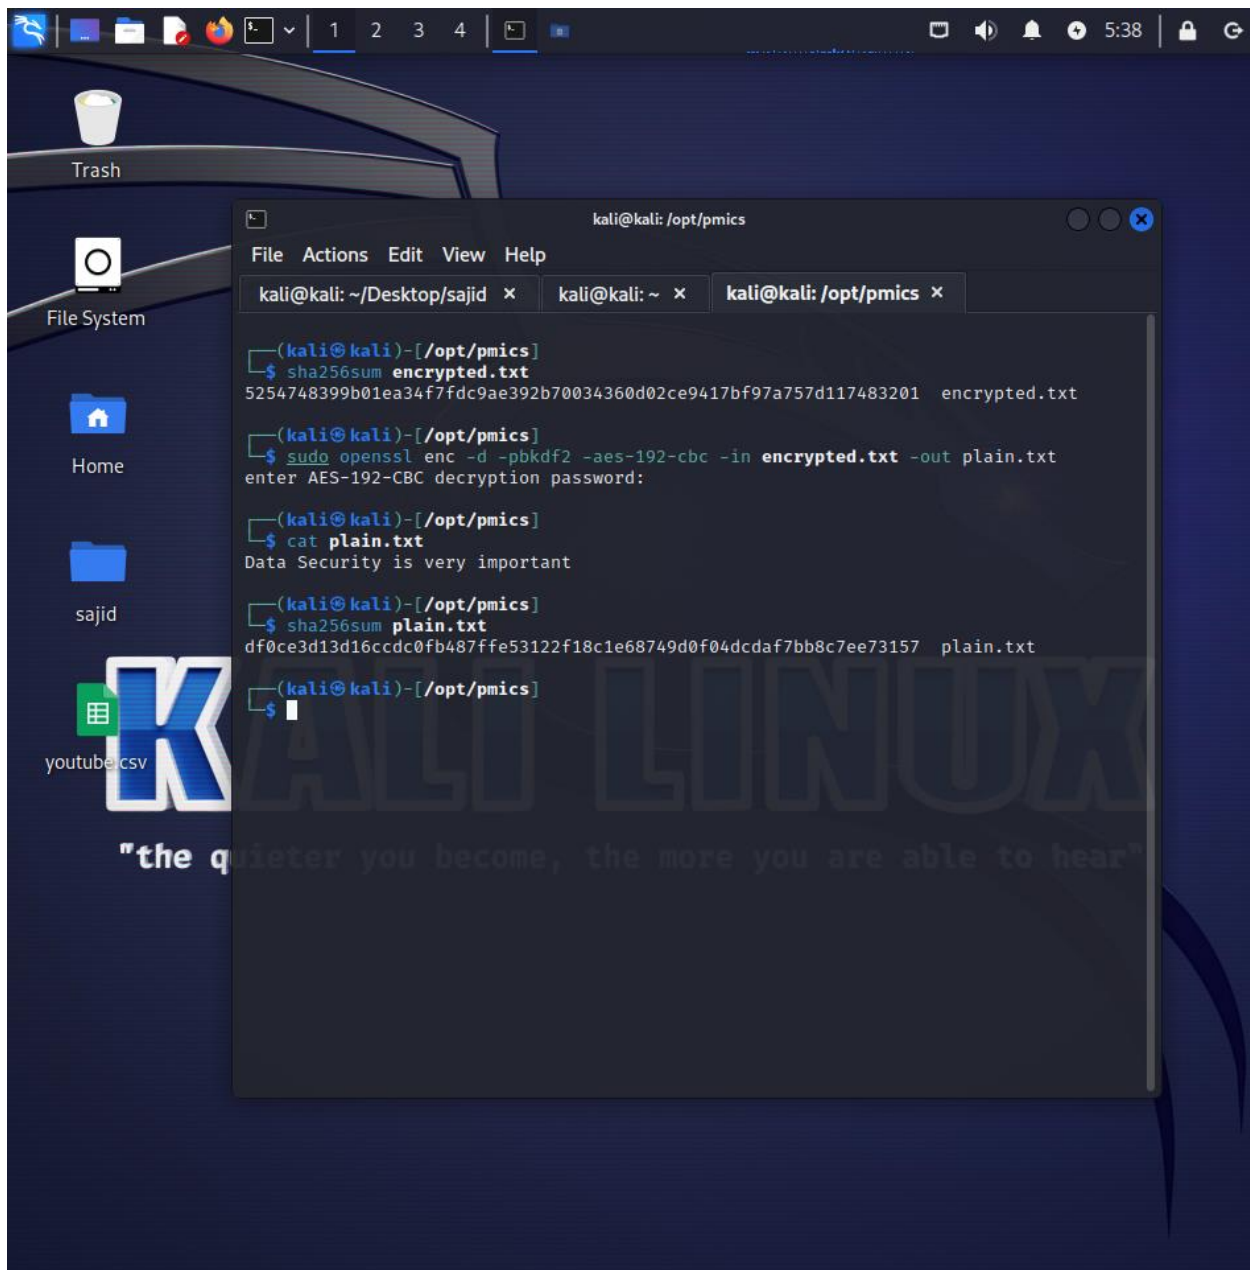 1 2 3 4 5:38
Trash
File System
Home
sajid
youtube.csv
kali@kali: /opt/pmics
File Actions Edit View Help
kali@kali: ~/Desktop/sajid × kali@kali: ~ × kali@kali: /opt/pmics ×
┌──(kali㉿kali)-[/opt/pmics]
└─$ sha256sum encrypted.txt
5254748399b01ea34f7fdc9ae392b70034360d02ce9417bf97a757d117483201  encrypted.txt
┌──(kali㉿kali)-[/opt/pmics]
└─$ sudo openssl enc -d -pbkdf2 -aes-192-cbc -in encrypted.txt -out plain.txt
enter AES-192-CBC decryption password:
┌──(kali㉿kali)-[/opt/pmics]
└─$ cat plain.txt
Data Security is very important
┌──(kali㉿kali)-[/opt/pmics]
└─$ sha256sum plain.txt
df0ce3d13d16ccdc0fb487ffe53122f18c1e68749d0f04dcdaf7bb8c7ee73157  plain.txt
┌──(kali㉿kali)-[/opt/pmics]
└─$
KALI LINUX
"the quieter you become, the more you are able to hear"